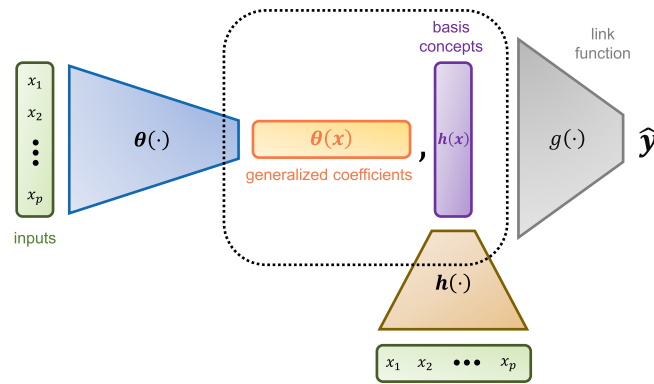 basis
concepts
link
function
x₁
x₂
•••
xₚ
inputs
θ(·)
θ(x)
generalized coefficients
,
h(x)
g(·)
ŷ
h(·)
x₁ x₂ ••• xₚ